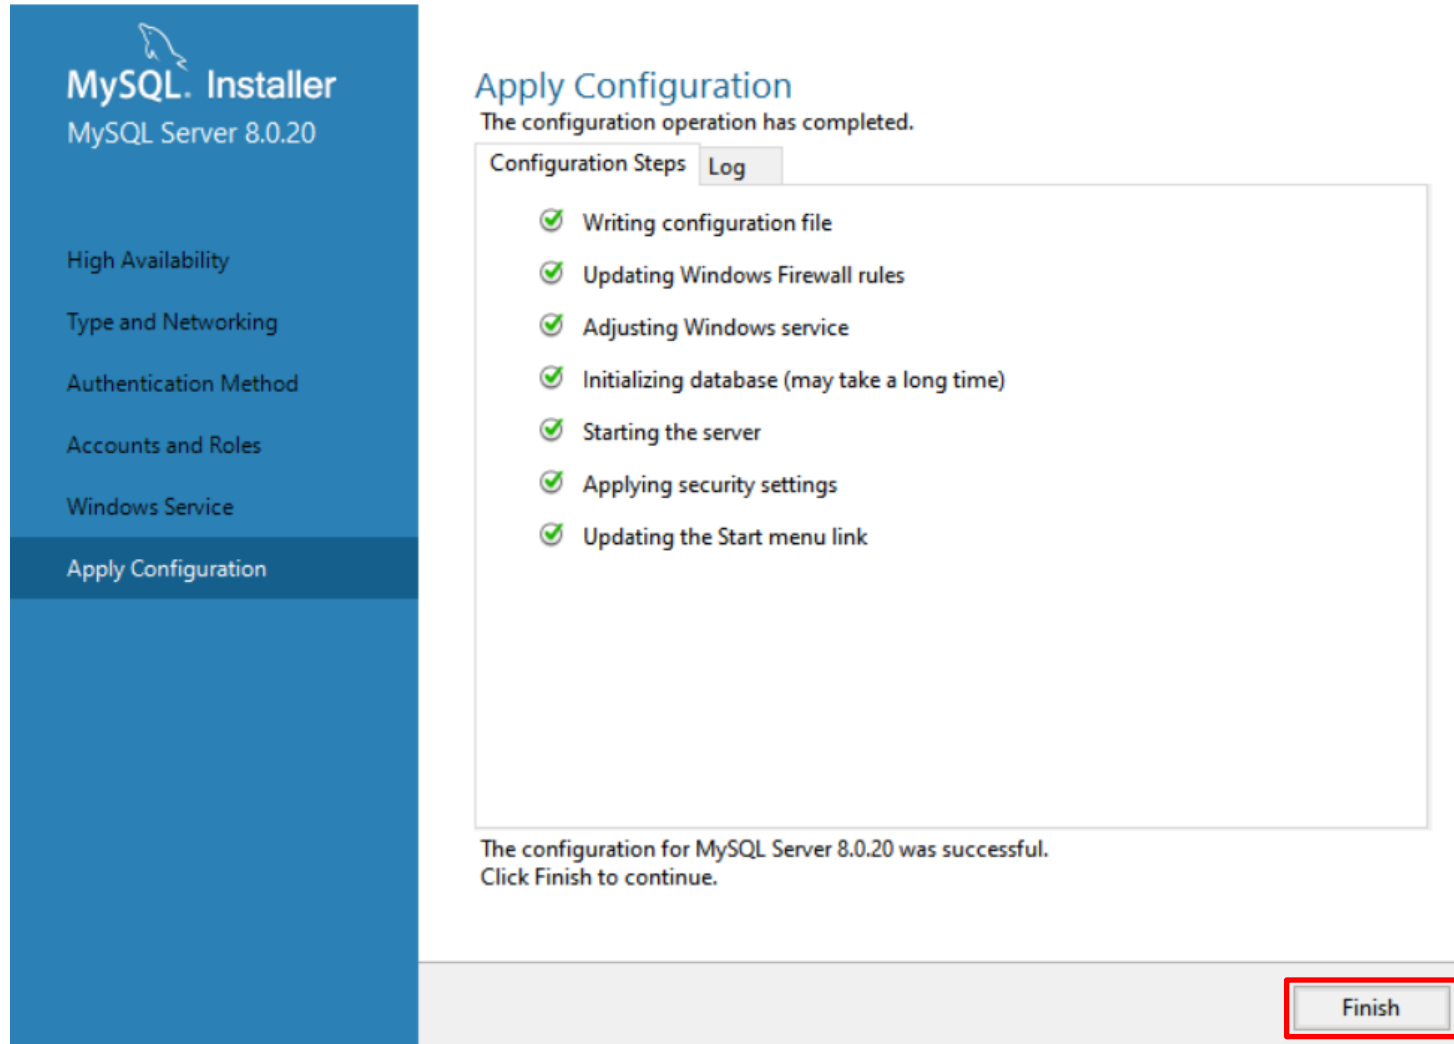 MySQL. Installer
MySQL Server 8.0.20
High Availability
Type and Networking
Authentication Method
Accounts and Roles
Windows Service
Apply Configuration
Apply Configuration
The configuration operation has completed.
Configuration Steps
Log
Writing configuration file
Updating Windows Firewall rules
Adjusting Windows service
Initializing database (may take a long time)
Starting the server
Applying security settings
Updating the Start menu link
The configuration for MySQL Server 8.0.20 was successful.
Click Finish to continue.
Finish